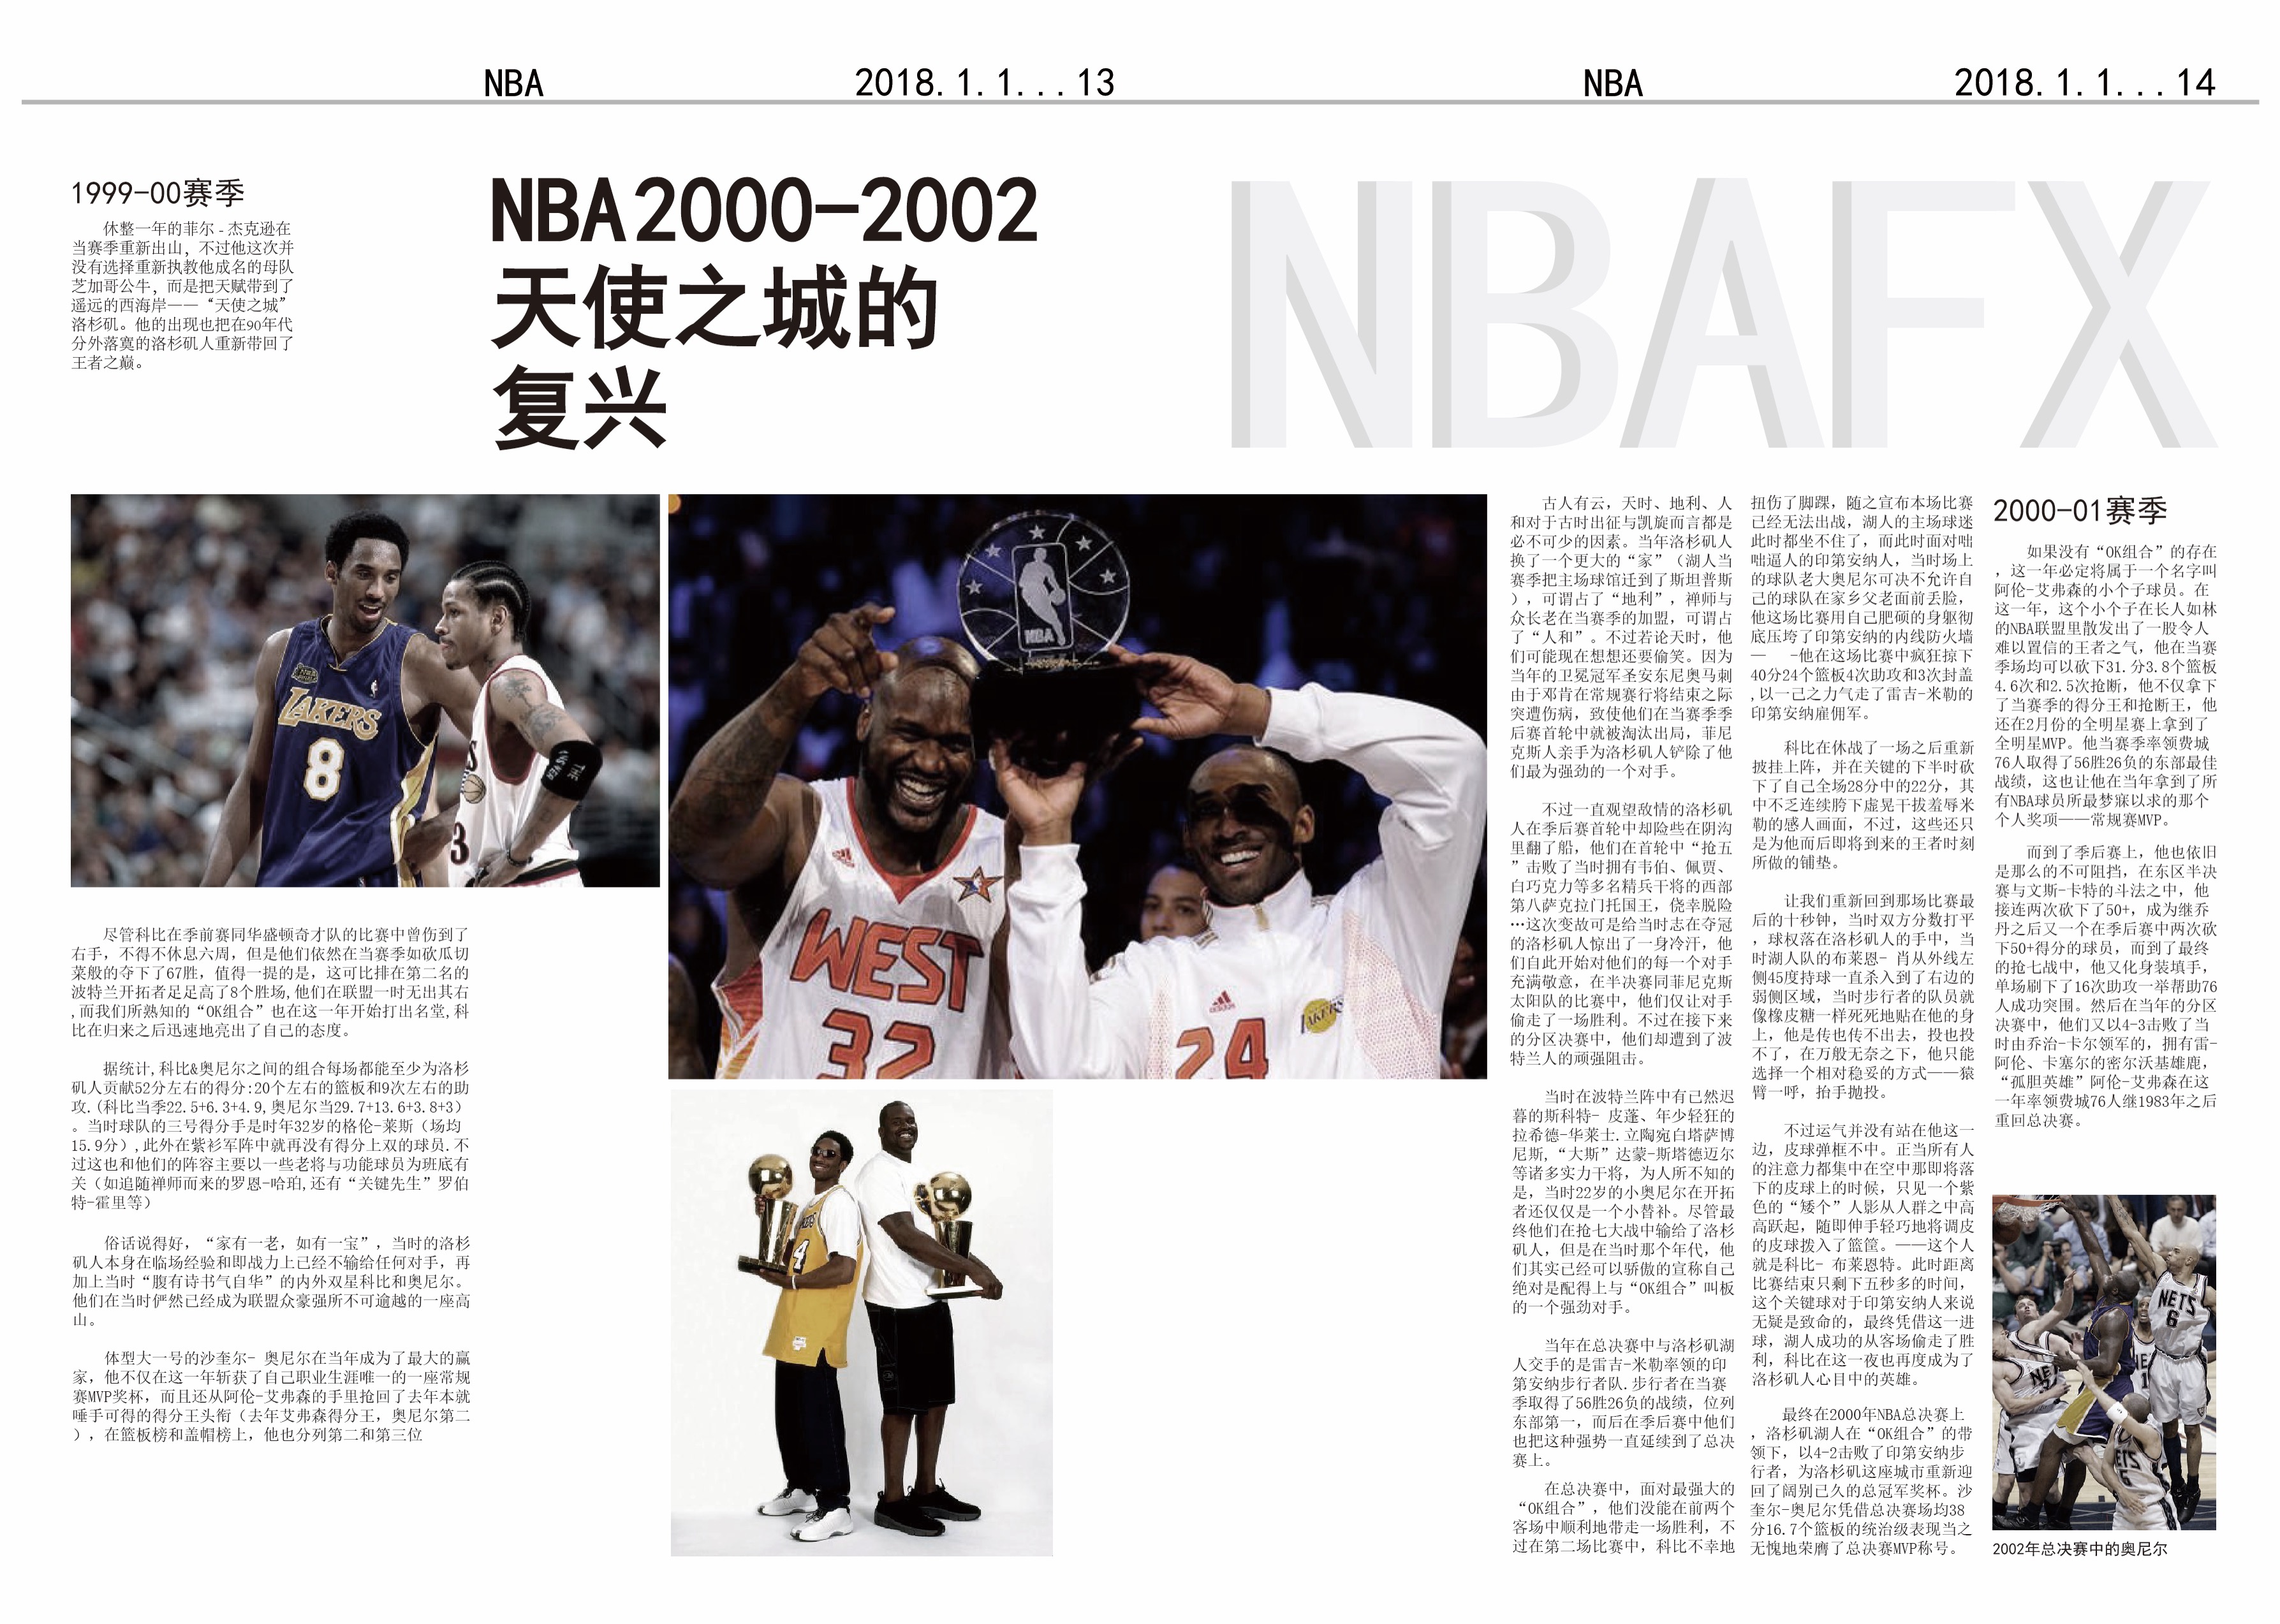 NBA
2018.1.1...13
NBA
2018.1.1...14
1999-00赛季
休整一年的菲尔-杰克逊在
当赛季重新出山，不过他这次并
没有选择重新执教他成名的母队
芝加哥公牛，而是把天赋带到了
遥远的西海岸——“天使之城”
洛杉矶。他的出现也把在90年代
分外落寞的洛杉矶人重新带回了
王者之巅。
NBA2000-2002
天使之城的
复兴
NBAFX
LAKERS
8
3
NBA
WEST
32
LAKERS
24
尽管科比在季前赛同华盛顿奇才队的比赛中曾伤到了
右手，不得不休息六周，但是他们依然在当赛季如砍瓜切
菜般的夺下了67胜，值得一提的是，这可比排在第二名的
波特兰开拓者足足高了8个胜场,他们在联盟一时无出其右
,而我们所熟知的“OK组合”也在这一年开始打出名堂,科
比在归来之后迅速地亮出了自己的态度。
据统计,科比&奥尼尔之间的组合每场都能至少为洛杉
矶人贡献52分左右的得分:20个左右的篮板和9次左右的助
攻.(科比当季22.5+6.3+4.9,奥尼尔当29.7+13.6+3.8+3)
。当时球队的三号得分手是时年32岁的格伦-莱斯（场均
15.9分）,此外在紫衫军阵中就再没有得分上双的球员.不
过这也和他们的阵容主要以一些老将与功能球员为班底有
关（如追随禅师而来的罗恩-哈珀,还有“关键先生”罗伯
特-霍里等）
俗话说得好，“家有一老，如有一宝”，当时的洛杉
矶人本身在临场经验和即战力上已经不输给任何对手，再
加上当时“腹有诗书气自华”的内外双星科比和奥尼尔。
他们在当时俨然已经成为联盟众豪强所不可逾越的一座高
山。
体型大一号的沙奎尔- 奥尼尔在当年成为了最大的赢
家，他不仅在这一年斩获了自己职业生涯唯一的一座常规
赛MVP奖杯，而且还从阿伦-艾弗森的手里抢回了去年本就
唾手可得的得分王头衔（去年艾弗森得分王，奥尼尔第二
），在篮板榜和盖帽榜上，他也分列第二和第三位
古人有云，天时、地利、人
和对于古时出征与凯旋而言都是
必不可少的因素。当年洛杉矶人
换了一个更大的“家”（湖人当
赛季把主场球馆迁到了斯坦普斯
），可谓占了“地利”，禅师与
众长老在当赛季的加盟，可谓占
了“人和”。不过若论天时，他
们可能现在想想还要偷笑。因为
当年的卫冕冠军圣安东尼奥马刺
由于邓肯在常规赛行将结束之际
突遭伤病，致使他们在当赛季季
后赛首轮中就被淘汰出局，菲尼
克斯人亲手为洛杉矶人铲除了他
们最为强劲的一个对手。
不过一直观望敌情的洛杉矶
人在季后赛首轮中却险些在阴沟
里翻了船，他们在首轮中“抢五
”击败了当时拥有韦伯、佩贾、
白巧克力等多名精兵干将的西部
第八萨克拉门托国王，侥幸脱险
…这次变故可是给当时志在夺冠
的洛杉矶人惊出了一身冷汗，他
们自此开始对他们的每一个对手
充满敬意，在半决赛同菲尼克斯
太阳队的比赛中，他们仅让对手
偷走了一场胜利。不过在接下来
的分区决赛中，他们却遭到了波
特兰人的顽强阻击。
当时在波特兰阵中有已然迟
暮的斯科特- 皮蓬、年少轻狂的
拉希德-华莱士.立陶宛白塔萨博
尼斯,“大斯”达蒙-斯塔德迈尔
等诸多实力干将，为人所不知的
是，当时22岁的小奥尼尔在开拓
者还仅仅是一个小替补。尽管最
终他们在抢七大战中输给了洛杉
矶人，但是在当时那个年代，他
们其实已经可以骄傲的宣称自己
绝对是配得上与“OK组合”叫板
的一个强劲对手。
当年在总决赛中与洛杉矶湖
人交手的是雷吉-米勒率领的印
第安纳步行者队.步行者在当赛
季取得了56胜26负的战绩，位列
东部第一，而后在季后赛中他们
也把这种强势一直延续到了总决
赛上。
在总决赛中，面对最强大的
“OK组合”，他们没能在前两个
客场中顺利地带走一场胜利，不
过在第二场比赛中，科比不幸地
扭伤了脚踝，随之宣布本场比赛
已经无法出战，湖人的主场球迷
此时都坐不住了，而此时面对咄
咄逼人的印第安纳人，当时场上
的球队老大奥尼尔可决不允许自
己的球队在家乡父老面前丢脸，
他这场比赛用自己肥硕的身躯彻
底压垮了印第安纳的内线防火墙
— -他在这场比赛中疯狂掠下
40分24个篮板4次助攻和3次封盖
,以一己之力气走了雷吉-米勒的
印第安纳雇佣军。
科比在休战了一场之后重新
披挂上阵，并在关键的下半时砍
下了自己全场28分中的22分，其
中不乏连续胯下虚晃干拔羞辱米
勒的感人画面，不过，这些还只
是为他而后即将到来的王者时刻
所做的铺垫。
让我们重新回到那场比赛最
后的十秒钟，当时双方分数打平
，球权落在洛杉矶人的手中，当
时湖人队的布莱恩- 肖从外线左
侧45度持球一直杀入到了右边的
弱侧区域，当时步行者的队员就
像橡皮糖一样死死地贴在他的身
上，他是传也传不出去，投也投
不了，在万般无奈之下，他只能
选择一个相对稳妥的方式——猿
臂一呼，抬手抛投。
不过运气并没有站在他这一
边，皮球弹框不中。正当所有人
的注意力都集中在空中那即将落
下的皮球上的时候，只见一个紫
色的“矮个”人影从人群之中高
高跃起，随即伸手轻巧地将调皮
的皮球拨入了篮筐。——这个人
就是科比- 布莱恩特。此时距离
比赛结束只剩下五秒多的时间，
这个关键球对于印第安纳人来说
无疑是致命的，最终凭借这一进
球，湖人成功的从客场偷走了胜
利，科比在这一夜也再度成为了
洛杉矶人心目中的英雄。
最终在2000年NBA总决赛上
，洛杉矶湖人在“OK组合”的带
领下，以4-2击败了印第安纳步
行者，为洛杉矶这座城市重新迎
回了阔别已久的总冠军奖杯。沙
奎尔-奥尼尔凭借总决赛场均38
分16.7个篮板的统治级表现当之
无愧地荣膺了总决赛MVP称号。
2000-01赛季
如果没有“OK组合”的存在
，这一年必定将属于一个名字叫
阿伦-艾弗森的小个子球员。在
这一年，这个小个子在长人如林
的NBA联盟里散发出了一股令人
难以置信的王者之气，他在当赛
季场均可以砍下31.分3.8个篮板
4.6次和2.5次抢断，他不仅拿下
了当赛季的得分王和抢断王，他
还在2月份的全明星赛上拿到了
全明星MVP。他当赛季率领费城
76人取得了56胜26负的东部最佳
战绩，这也让他在当年拿到了所
有NBA球员所最梦寐以求的那个
个人奖项——常规赛MVP。
而到了季后赛上，他也依旧
是那么的不可阻挡，在东区半决
赛与文斯-卡特的斗法之中，他
接连两次砍下了50+，成为继乔
丹之后又一个在季后赛中两次砍
下50+得分的球员，而到了最终
的抢七战中，他又化身装填手，
单场刷下了16次助攻一举帮助76
人成功突围。然后在当年的分区
决赛中，他们又以4-3击败了当
时由乔治-卡尔领军的，拥有雷-
阿伦、卡塞尔的密尔沃基雄鹿，
“孤胆英雄”阿伦-艾弗森在这
一年率领费城76人继1983年之后
重回总决赛。
NETS
6
2002年总决赛中的奥尼尔